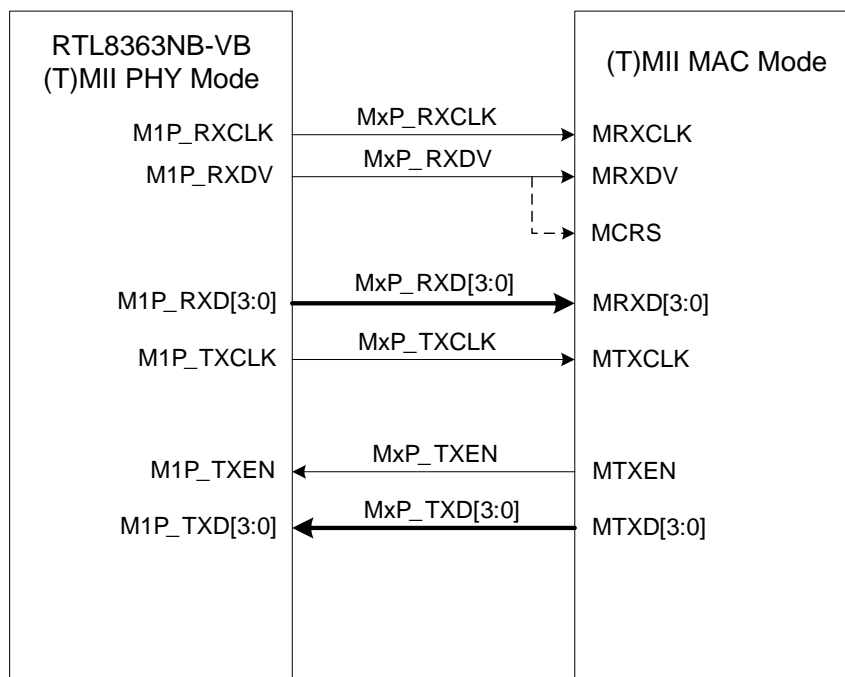 RTL8363NB-VB
(T)MII PHY Mode
(T)MII MAC Mode
M1P_RXCLK
MxP_RXCLK
MRXCLK
M1P_RXDV
MxP_RXDV
MRXDV
MCRS
M1P_RXD[3:0]
MxP_RXD[3:0]
MRXD[3:0]
M1P_TXCLK
MxP_TXCLK
MTXCLK
M1P_TXEN
MxP_TXEN
MTXEN
M1P_TXD[3:0]
MxP_TXD[3:0]
MTXD[3:0]